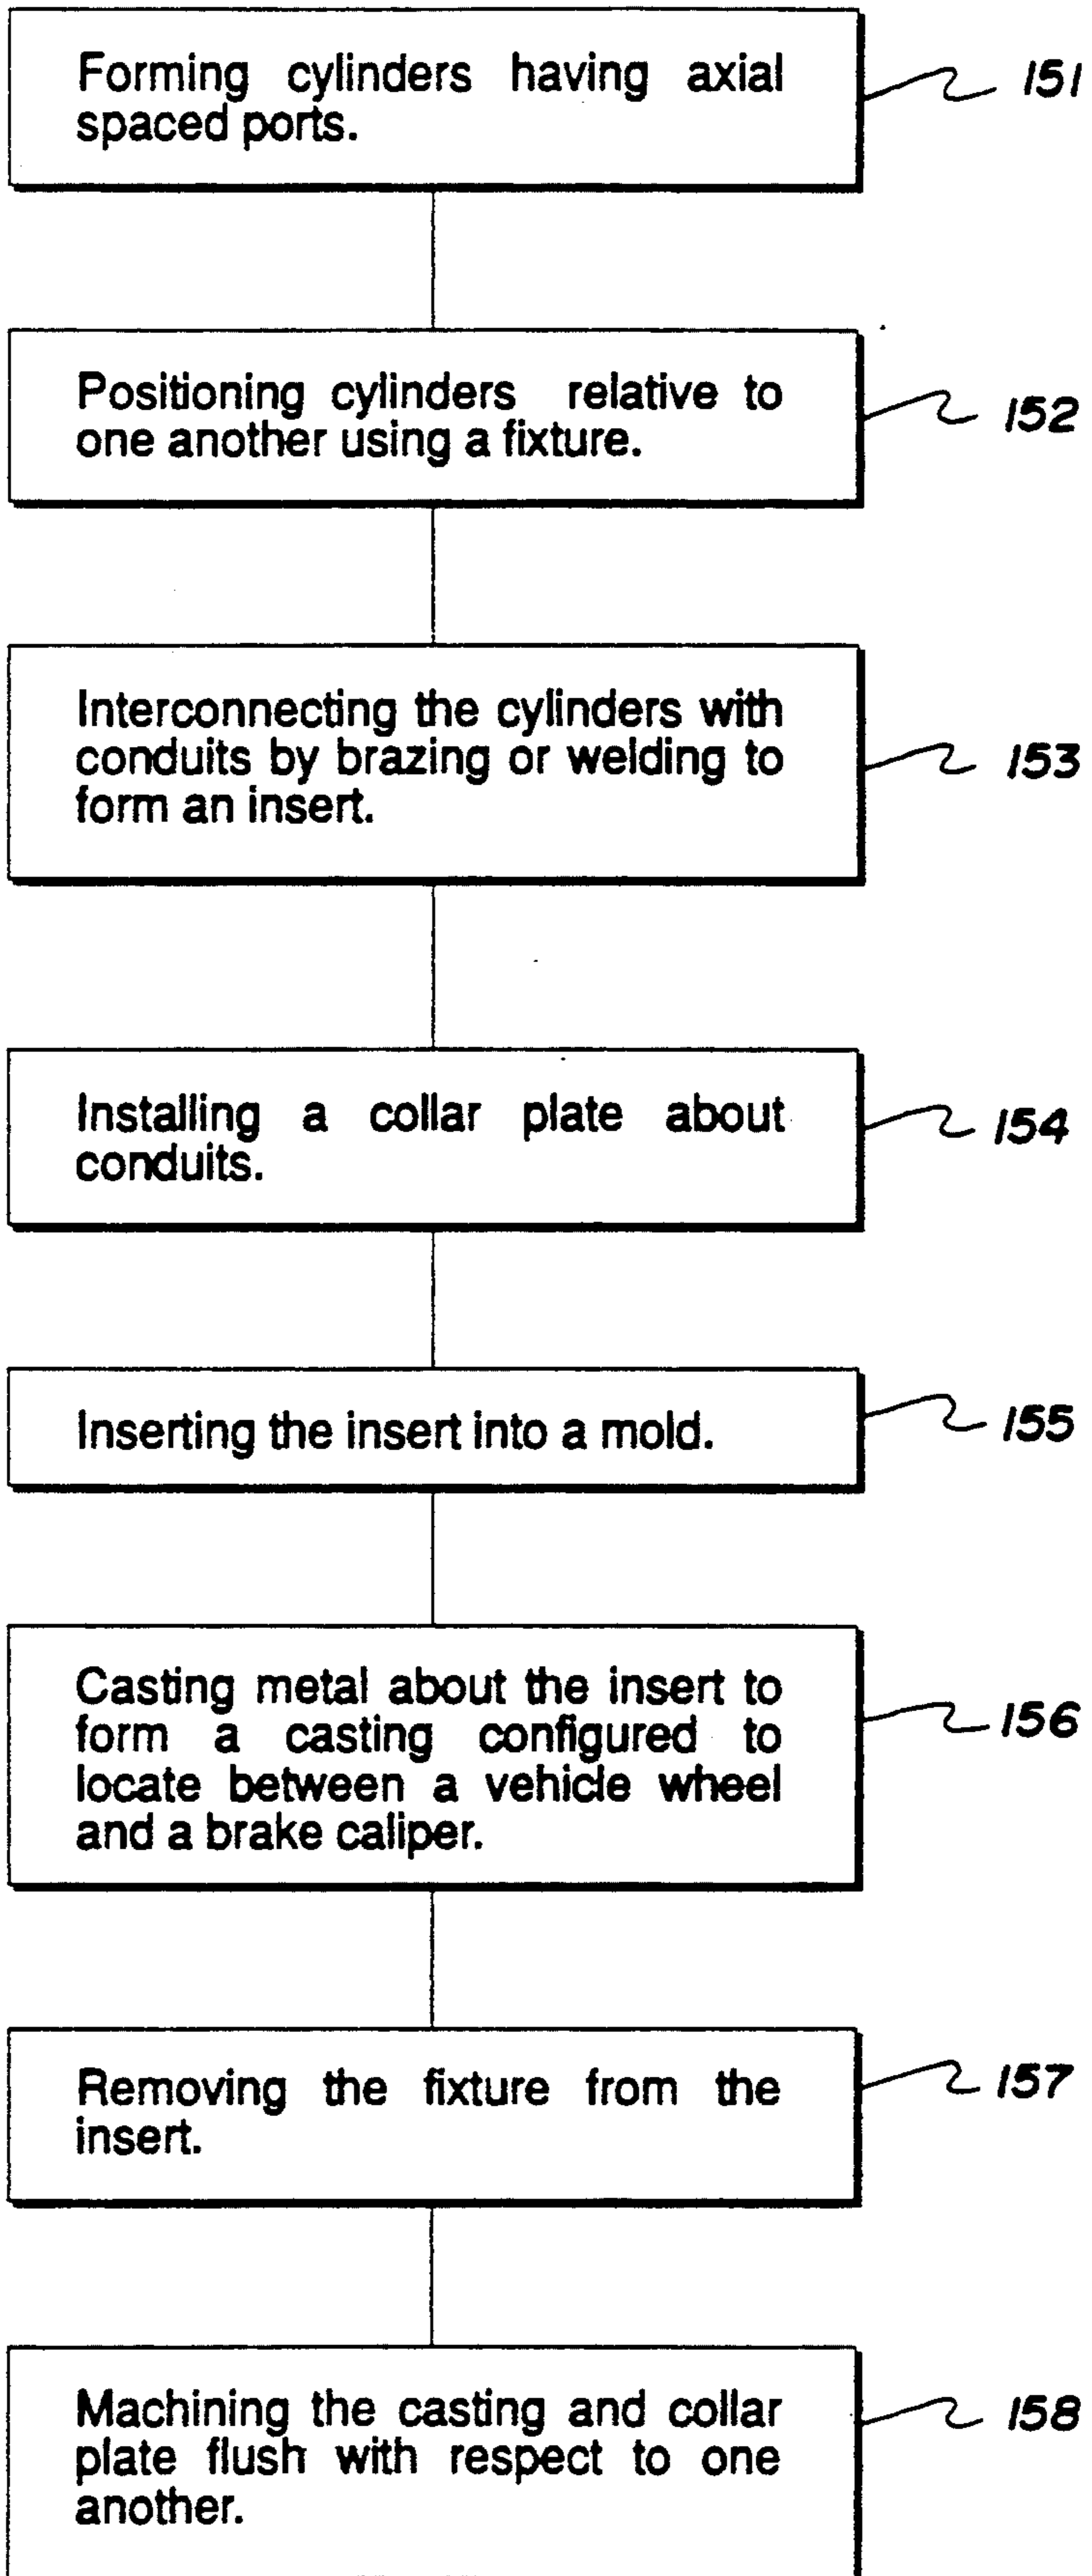 Forming cylinders having axial
spaced ports.
151
Positioning cylinders relative to
one another using a fixture.
152
Interconnecting the cylinders with
conduits by brazing or welding to
form an insert.
153
Installing a collar plate about
conduits.
154
Inserting the insert into a mold.
155
Casting metal about the insert to
form a casting configured to
locate between a vehicle wheel
and a brake caliper.
156
Removing the fixture from the
insert.
157
Machining the casting and collar
plate flush with respect to one
another.
158